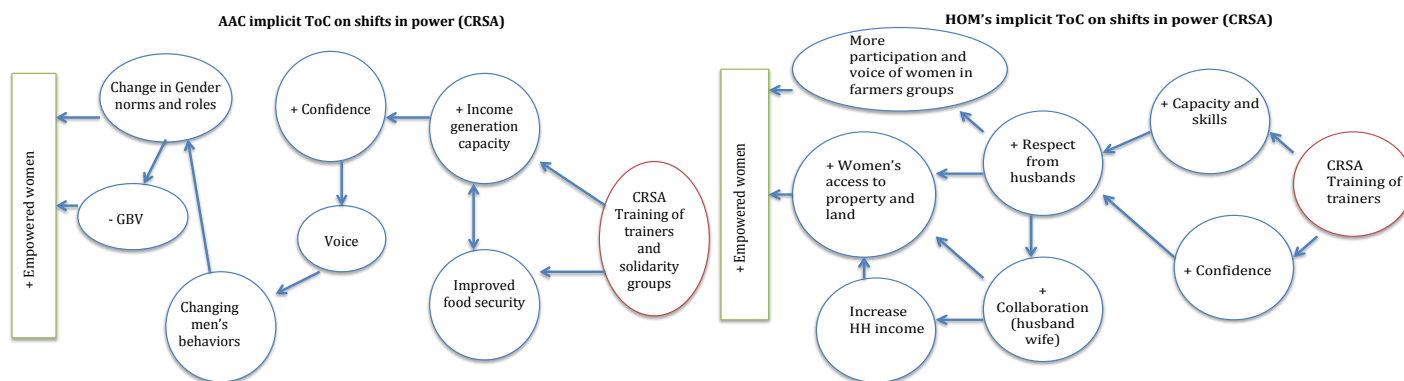 AAC implicit ToC on shifts in power (CRSA)
+ Empowered women
Change in Gender
norms and roles
- GBV
Changing
men's
behaviors
+ Confidence
Voice
+ Income
generation
capacity
Improved
food security
CRSA
Training of
trainers
and
solidarity
groups
HOM's implicit ToC on shifts in power (CRSA)
+ Empowered women
More
participation and
voice of women in
farmers groups
+ Women's
access to
property and
land
Increase
HH income
+ Respect
from
husbands
+
Collaboration
(husband
wife)
+ Capacity and
skills
+ Confidence
CRSA
Training of
trainers